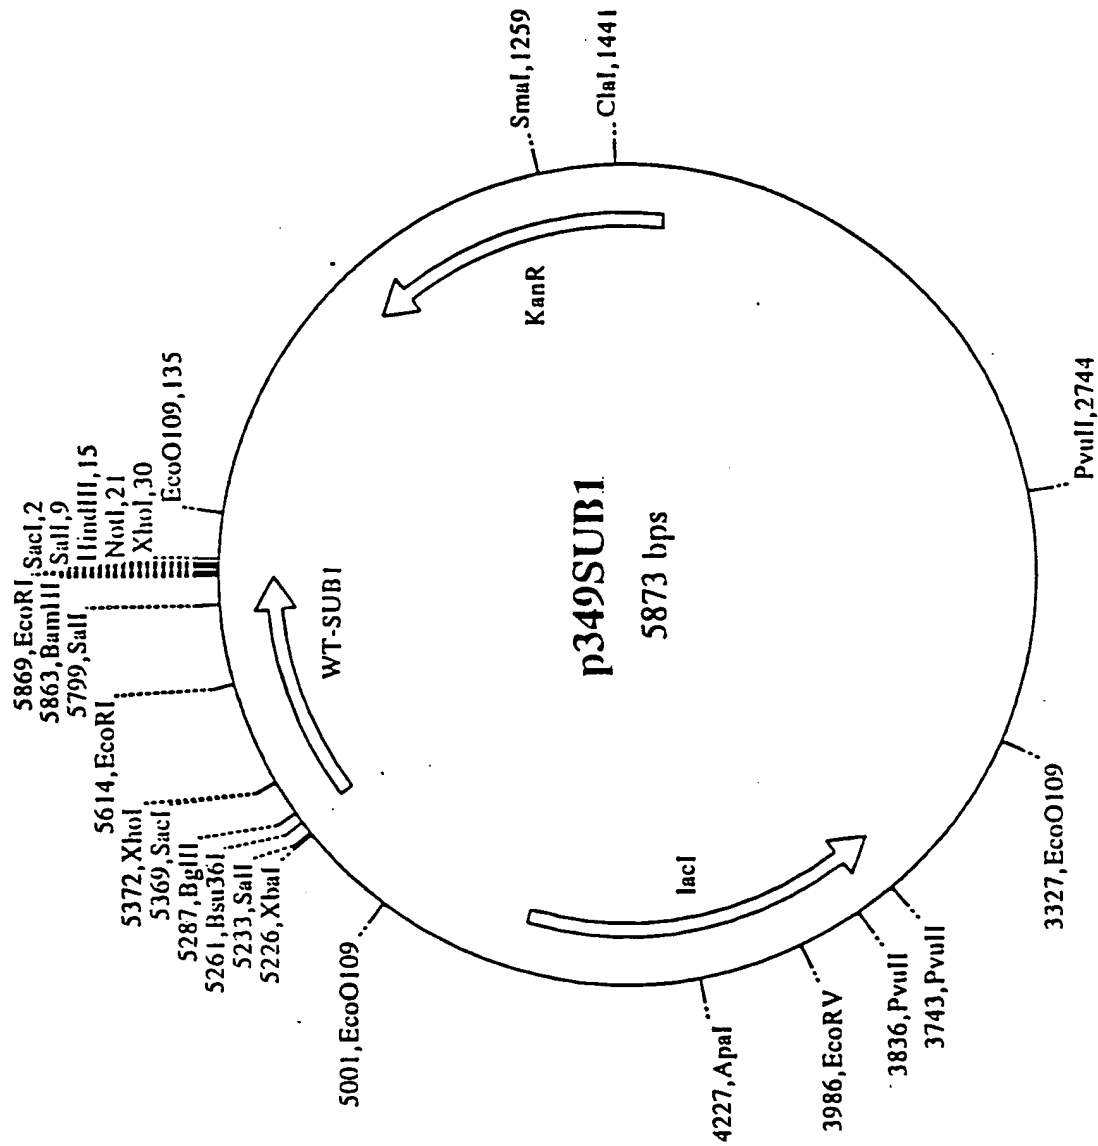 p349SUB1
5873 bps
SacI,2
SalI,9
HindIII,15
NotI,21
XhoI,30
EcoO109,135
SmaI,1259
ClaI,1441
PvuII,2744
3327,EcoO109
3743,PvuII
3836,PvuII
3986,EcoRV
4227,ApaI
5001,EcoO109
5226,XbaI
5233,SalI
5261,Bsu36I
5287,BglII
5369,SacI
5372,XhoI
5614,EcoRI
5799,SalI
5863,BamHI
5869,EcoRI
KanR
WT-SUB1
lacI